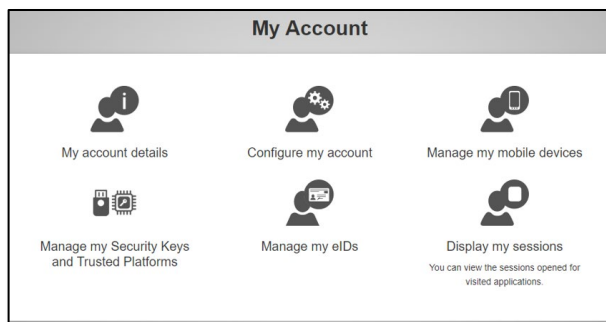 My Account
My account details
Configure my account
Manage my mobile devices
Manage my Security Keys
and Trusted Platforms
Manage my eIDs
Display my sessions
You can view the sessions opened for
visited applications.